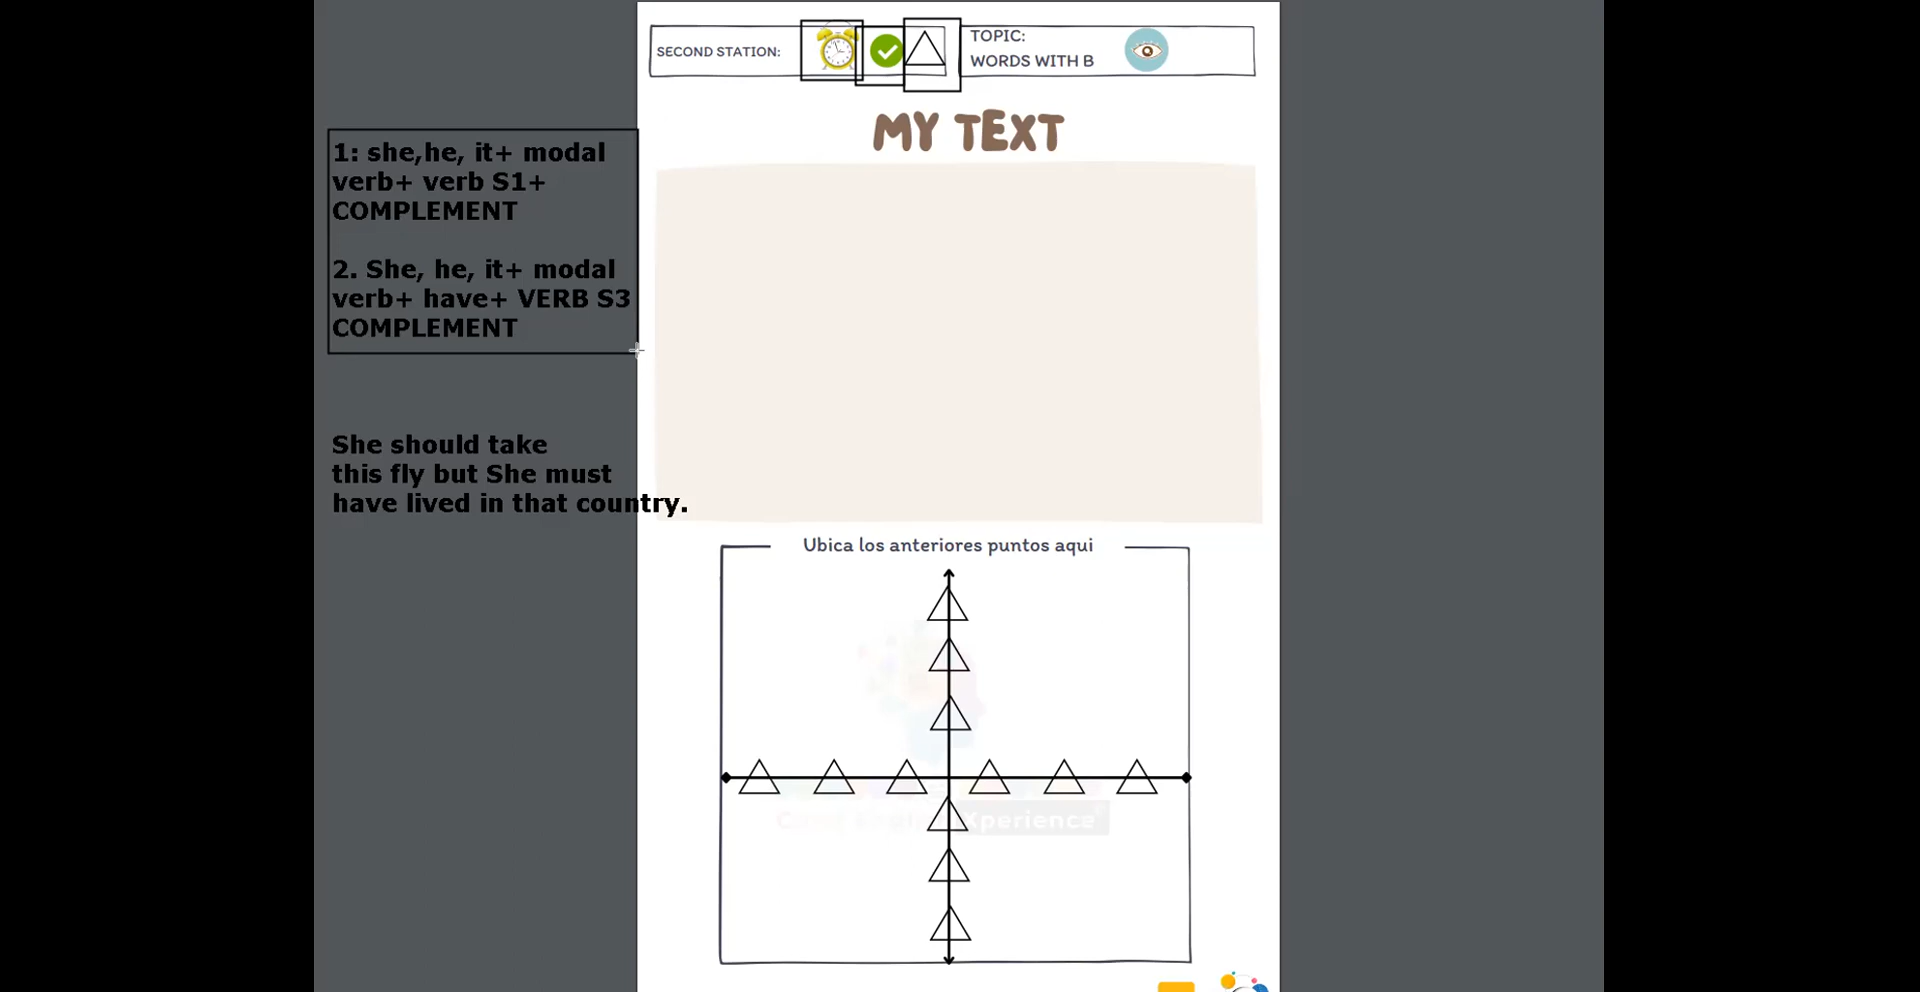 SECOND STATION:
TOPIC:
WORDS WITH B
MY TEXT
1: she,he, it+ modal
verb+ verb S1+
COMPLEMENT
2. She, he, it+ modal
verb+ have+ VERB S3
COMPLEMENT
She should take
this fly but She must
have lived in that country.
Ubica los anteriores puntos aqui
Xperience